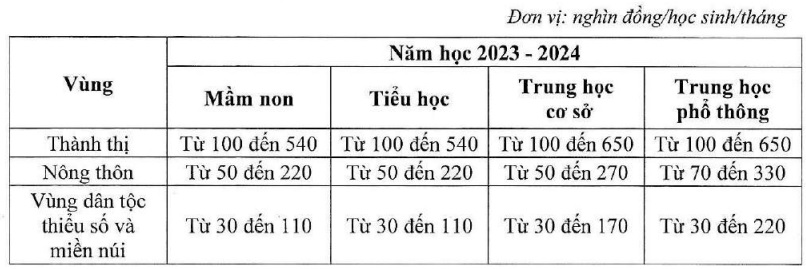 Đơn vị: nghìn đồng/học sinh/tháng
Vùng
Năm học 2023 - 2024
Mầm non
Tiểu học
Trung học
cơ sở
Trung học
phổ thông
Thành thị
Từ 100 đến 540
Từ 100 đến 540
Từ 100 đến 650
Từ 100 đến 650
Nông thôn
Từ 50 đến 220
Từ 50 đến 220
Từ 50 đến 270
Từ 70 đến 330
Vùng dân tộc
thiểu số và
miền núi
Từ 30 đến 110
Từ 30 đến 110
Từ 30 đến 170
Từ 30 đến 220